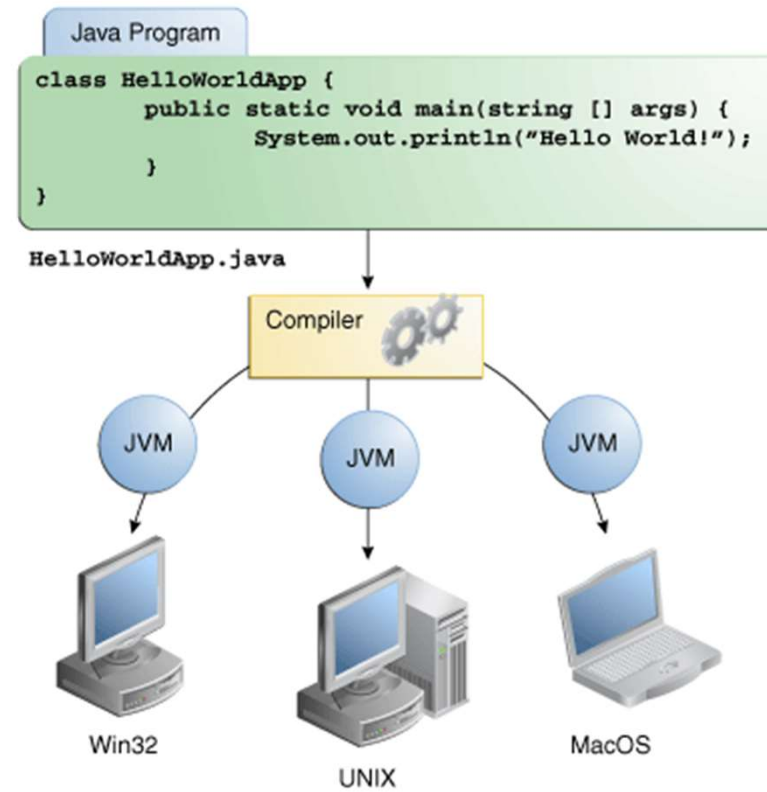 Java Program
class HelloWorldApp {
public static void main(string [] args) {
System.out.println("Hello World!");
}
}
HelloWorldApp.java
Compiler
JVM
JVM
JVM
Win32
UNIX
MacOS